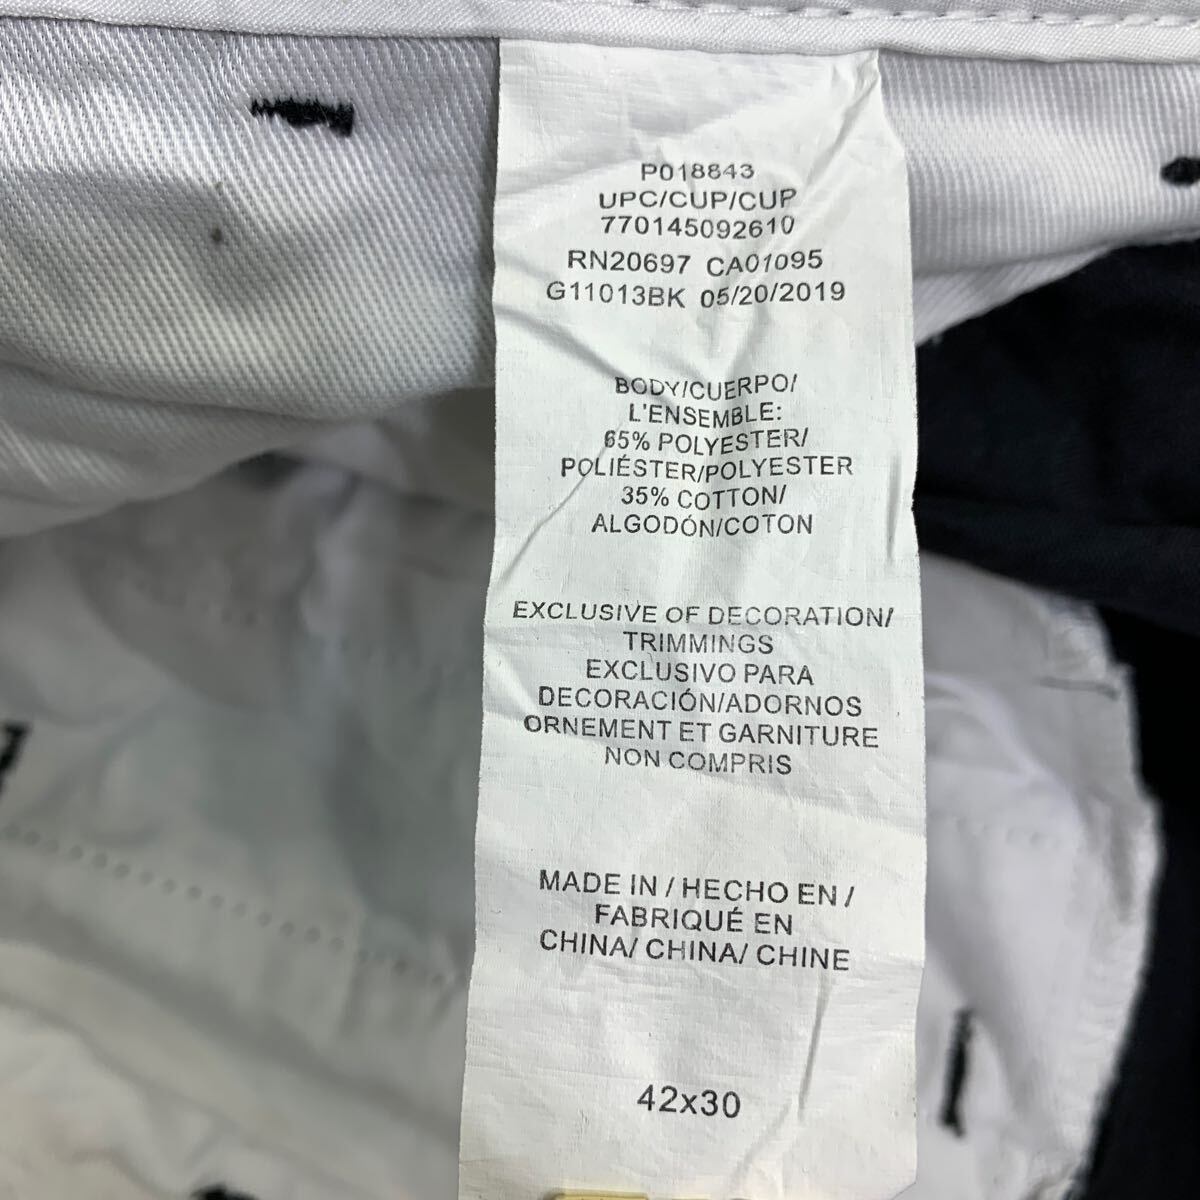 P018843
UPC/CUP/CUP
770145092610
RN20697 CA01095
G11013BK 05/20/2019
BODY/CUERPO/
L'ENSEMBLE:
65% POLYESTER/
POLIÉSTER/POLYESTER
35% COTTON/
ALGODÓN/COTON
EXCLUSIVE OF DECORATION/
TRIMMINGS
EXCLUSIVO PARA
DECORACIÓN/ADORNOS
ORNEMENT ET GARNITURE
NON COMPRIS
MADE IN / HECHO EN /
FABRIQUÉ EN
CHINA/ CHINA/ CHINE
42x30